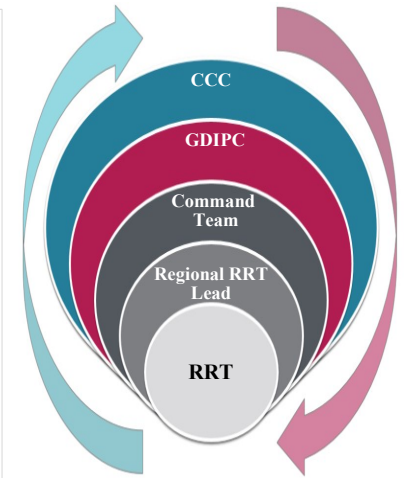 CCC
GDIPC
Command
Team
Regional RRT
Lead
RRT